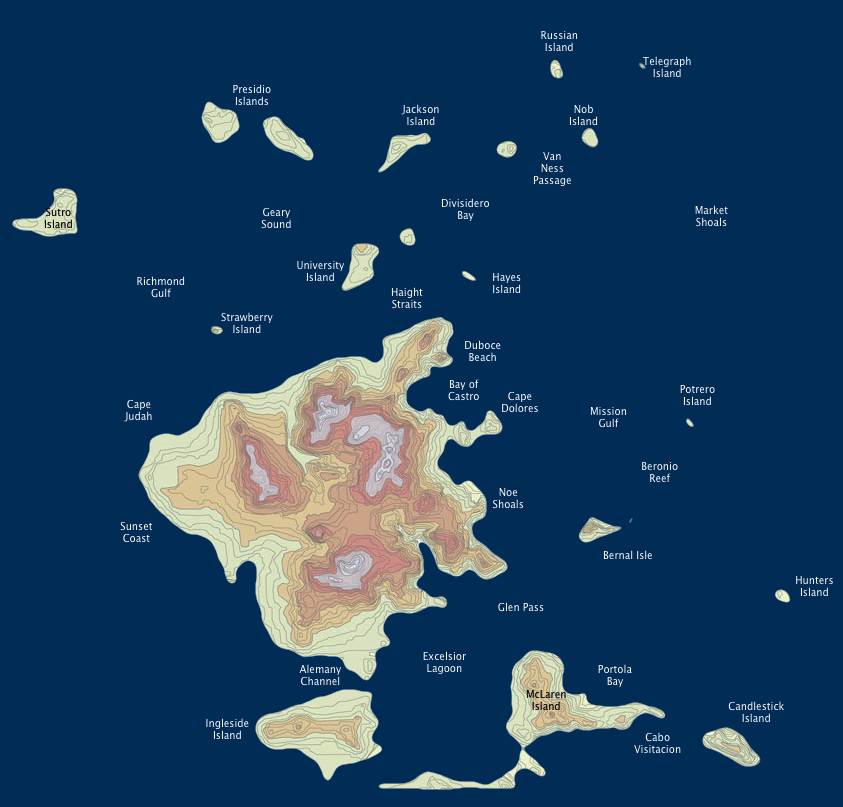 Russian
Island
Telegraph
Island
Presidio
Islands
Jackson
Island
Nob
Island
Van
Ness
Passage
Sutro
Island
Geary
Sound
Divisidero
Bay
Market
Shoals
University
Island
Richmond
Gulf
Hayes
Island
Haight
Straits
Strawberry
Island
Duboce
Beach
Bay of
Castro
Cape
Dolores
Cape
Judah
Mission
Gulf
Potrero
Island
Beronio
Reef
Noe
Shoals
Sunset
Coast
Bernal Isle
Hunters
Island
Glen Pass
Excelsior
Lagoon
Alemany
Channel
Portola
Bay
McLaren
Island
Ingleside
Island
Candlestick
Island
Cabo
Visitacion